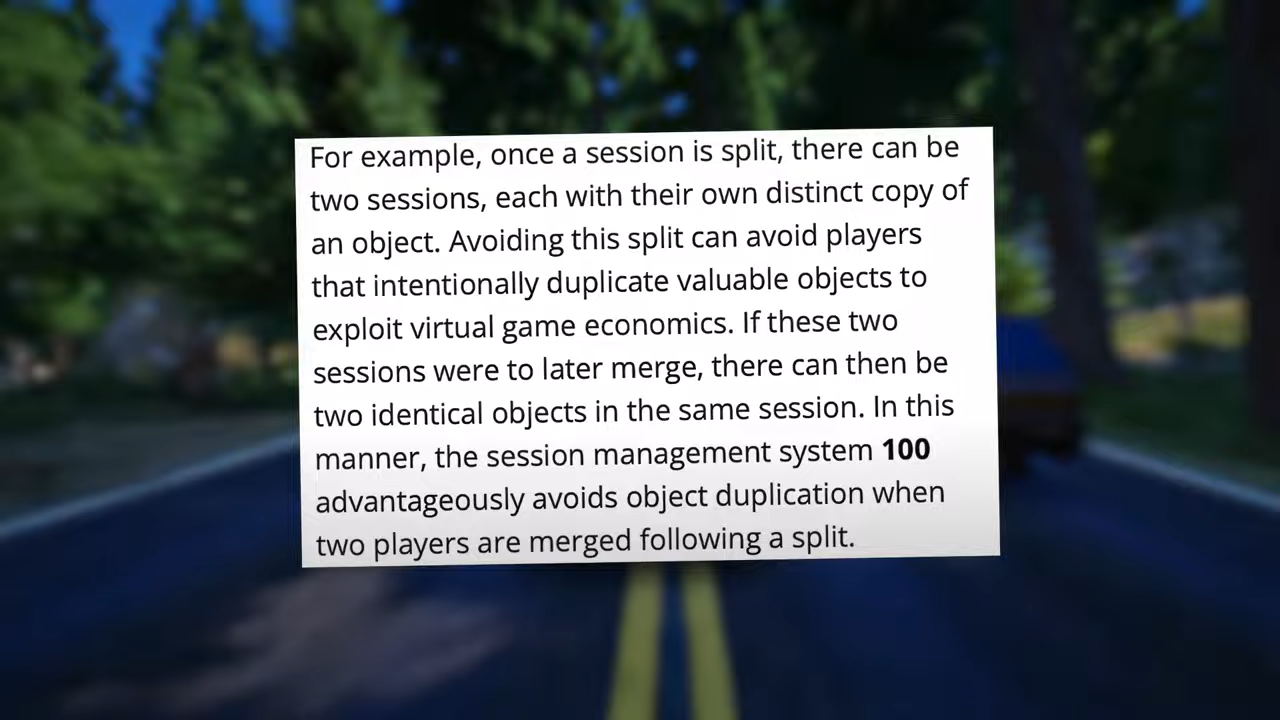 For example, once a session is split, there can be
two sessions, each with their own distinct copy of
an object. Avoiding this split can avoid players
that intentionally duplicate valuable objects to
exploit virtual game economics. If these two
sessions were to later merge, there can then be
two identical objects in the same session. In this
manner, the session management system 100
advantageously avoids object duplication when
two players are merged following a split.